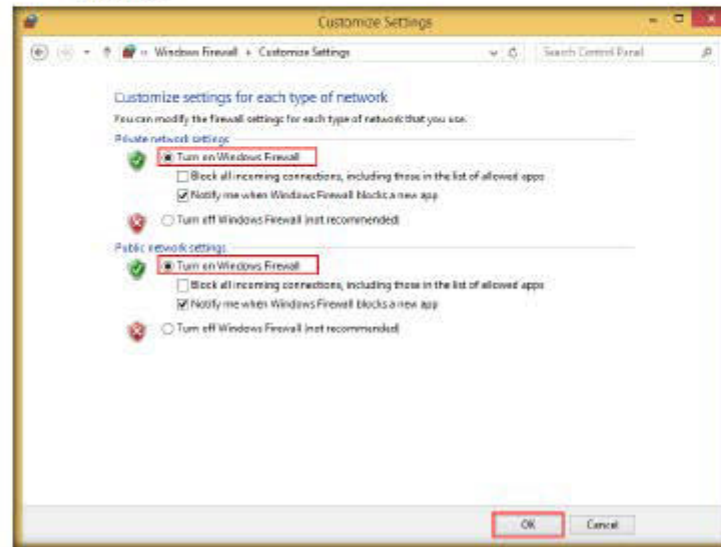 Customize Settings
Windows Firewall Customize Settings
Search Control Panel
Customize settings for each type of network
You can modify the firewall settings for each type of network that you use.
Private network settings
Turn on Windows Firewall
Block all incoming connections, including those in the list of allowed apps
Notify me when Windows Firewall blocks a new app
Turn off Windows Firewall (not recommended)
Public network settings
Turn on Windows Firewall
Block all incoming connections, including those in the list of allowed apps
Notify me when Windows Firewall blocks a new app
Turn off Windows Firewall (not recommended)
OK
Cancel